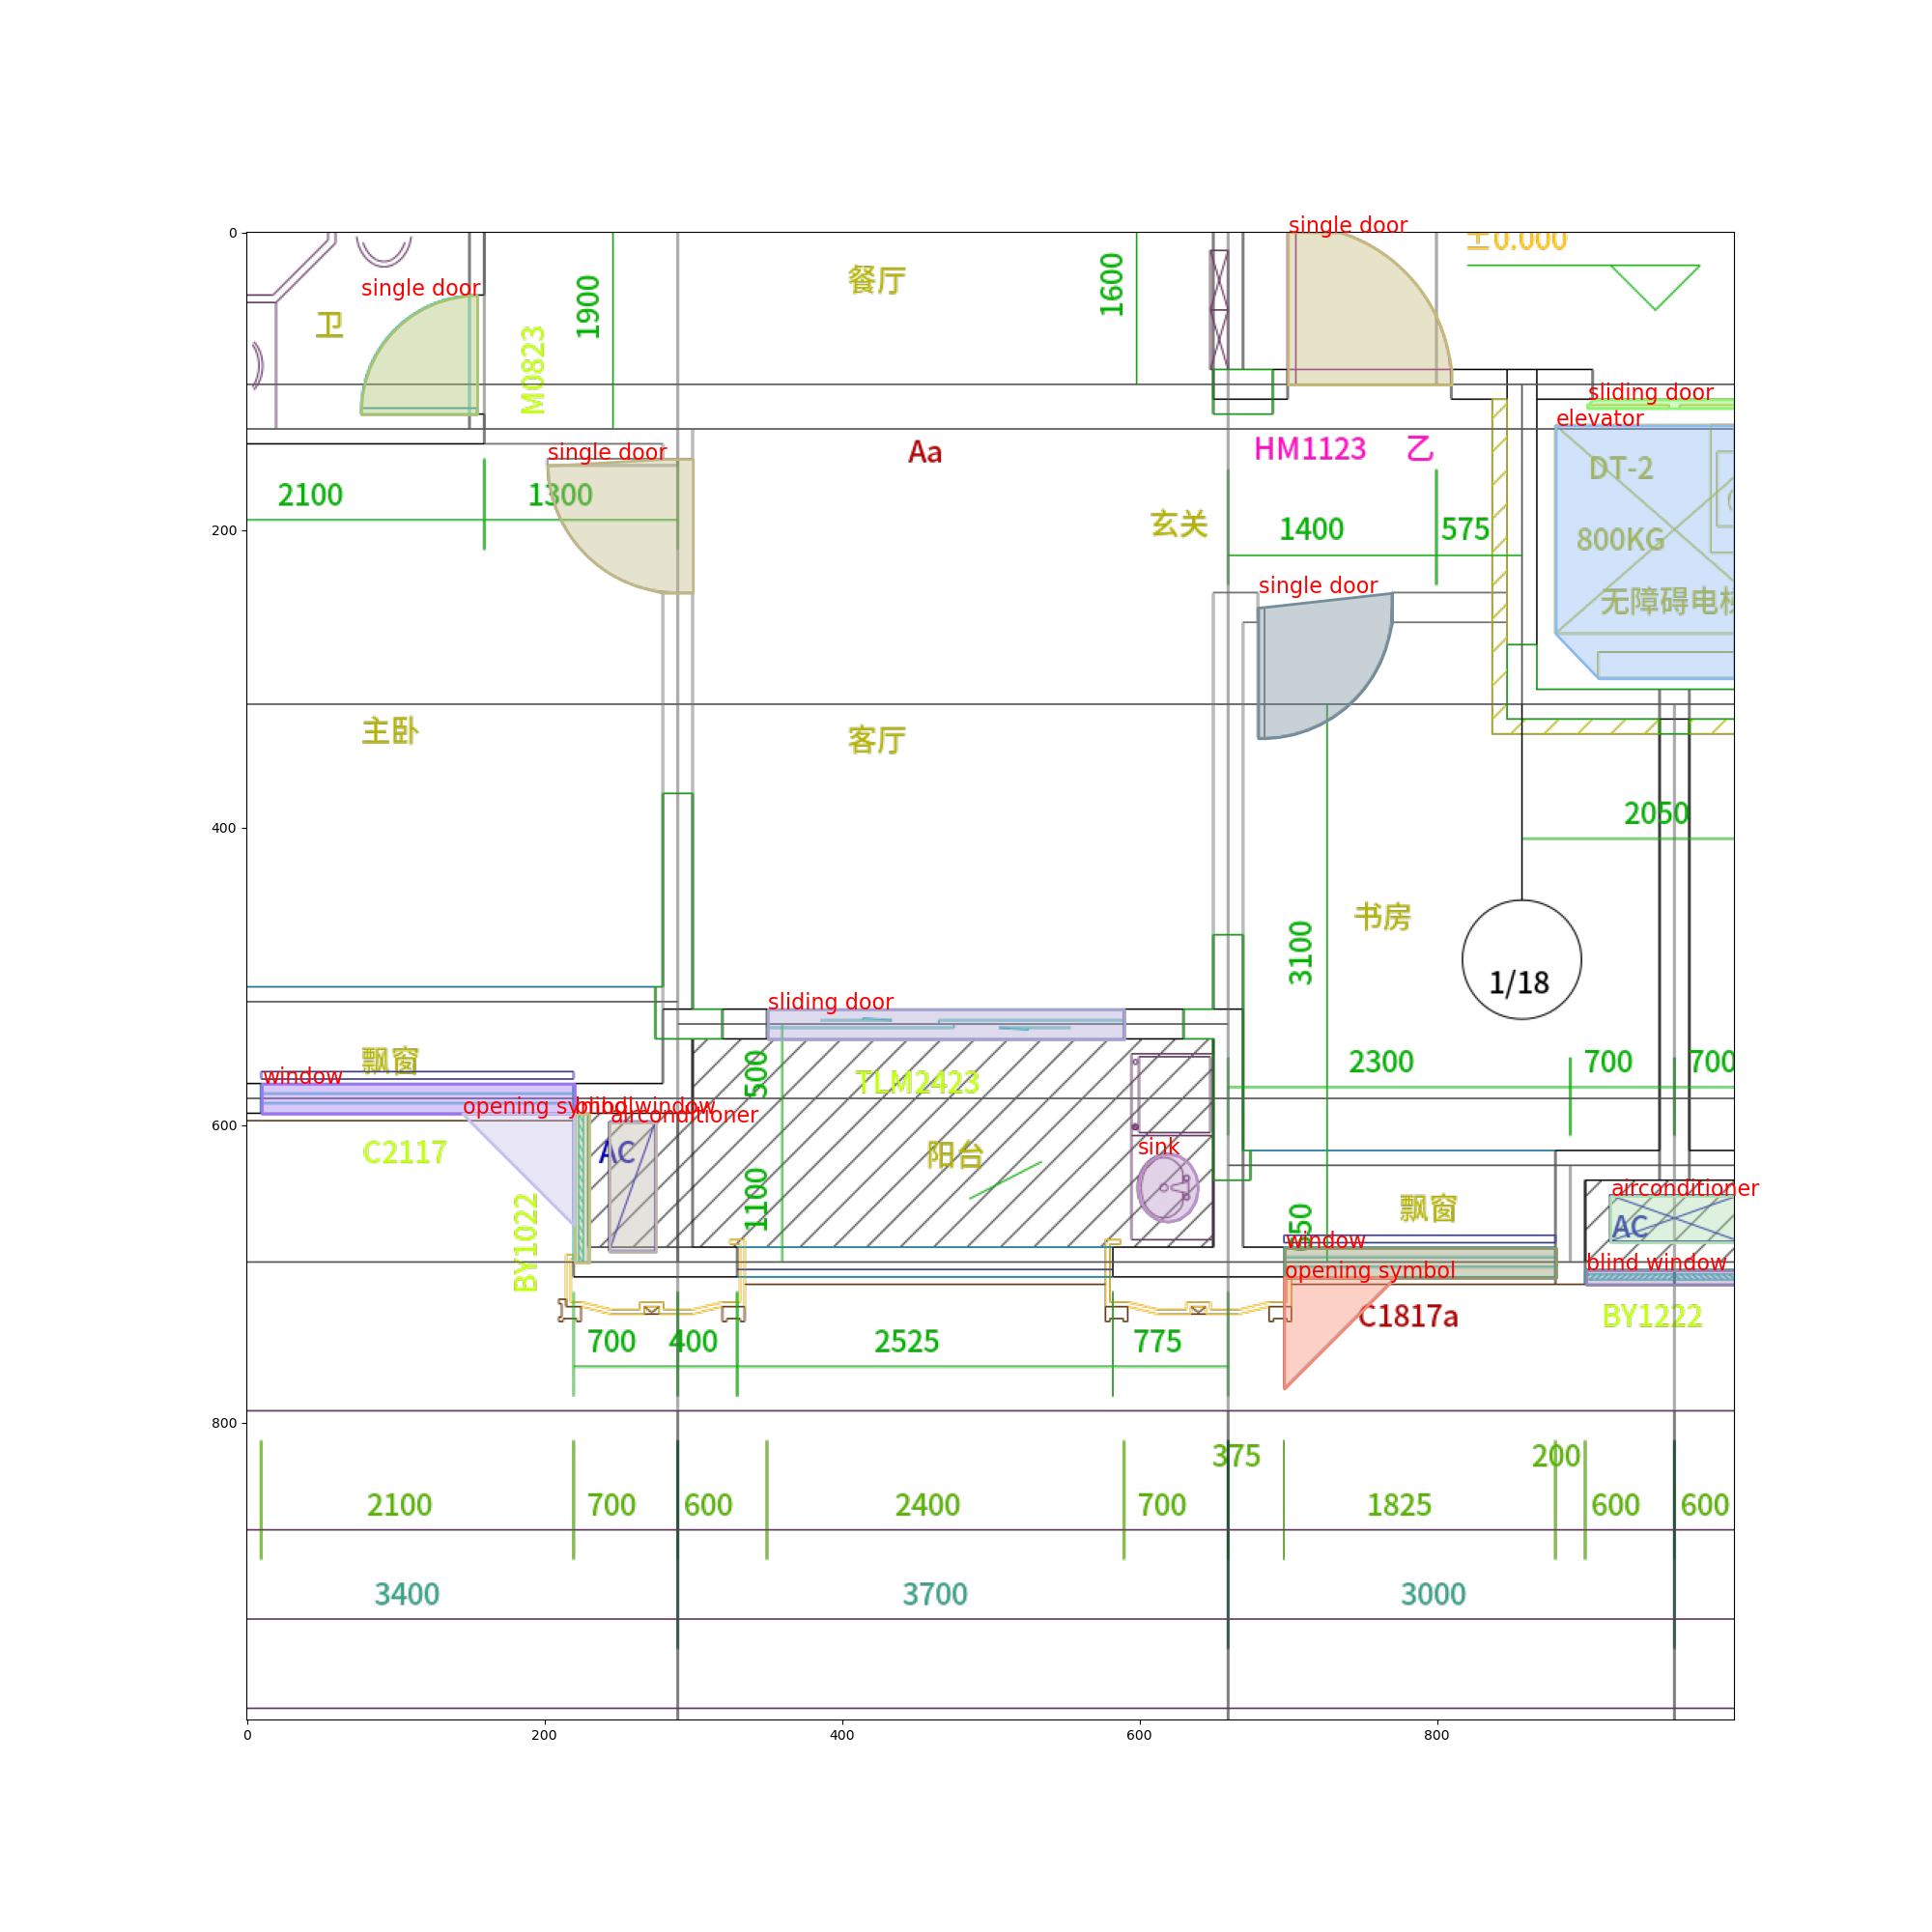 single door
±0.000
0
餐厅
1900
1600
single door
卫
M0823
sliding door
elevator
single door
Aa
HM1123 乙
DT-2
2100
1300
200
玄关
1400
575
800KG
single door
无障碍电梯
主卧
客厅
400
2050
书房
3100
1/18
sliding door
飘窗
500
TLM2423
2300
700
700
window
opening symbol
blind window
airconditioner
600
C2117
AC
阳台
sink
BY1022
1100
飘窗
airconditioner
AC
window
opening symbol
blind window
C1817a
BY1222
700
400
2525
775
800
375
200
2100
700
600
2400
700
1825
600
600
3400
3700
3000
0
200
400
600
800